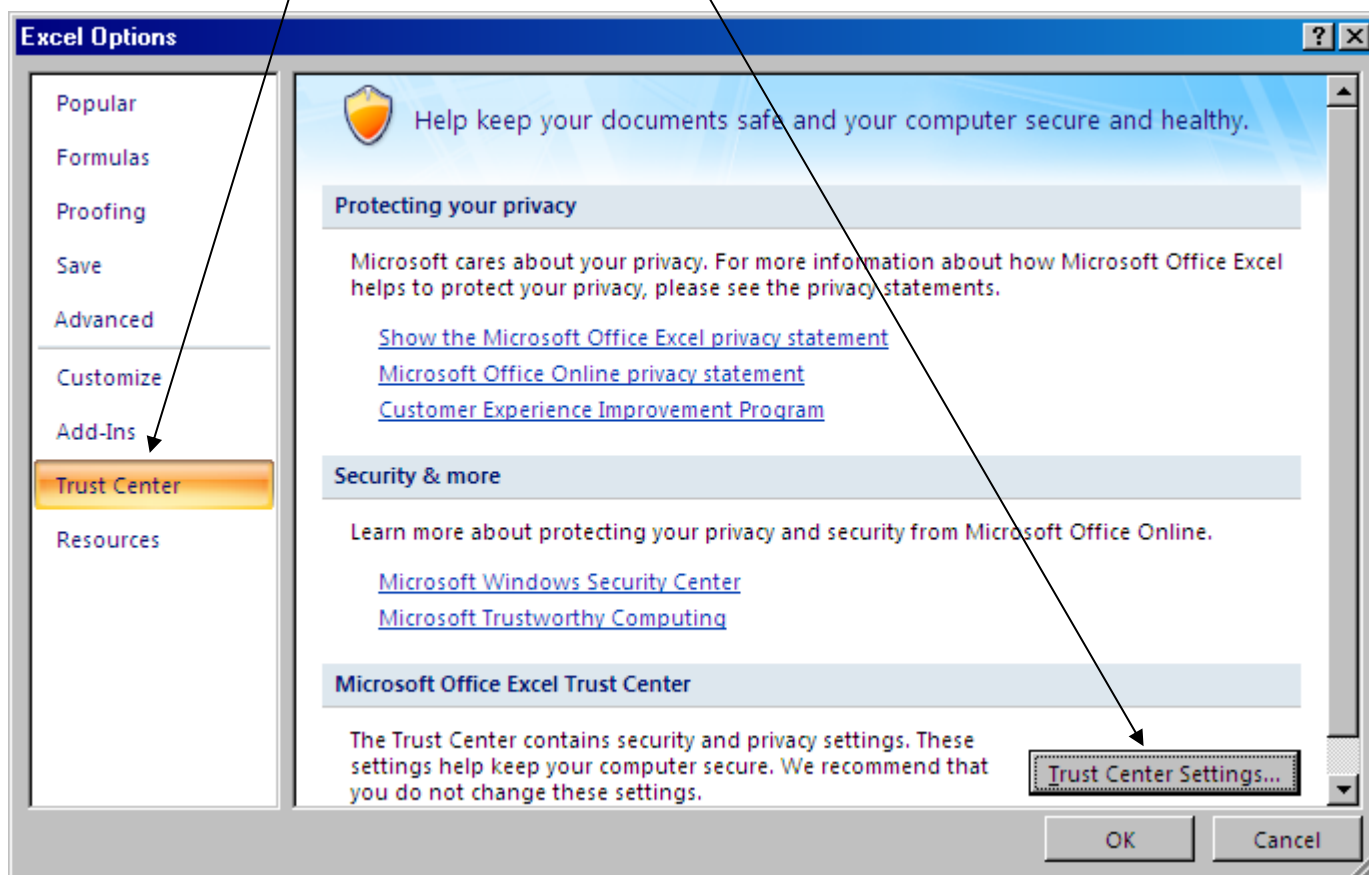 Excel Options
Popular
Formulas
Proofing
Save
Advanced
Customize
Add-Ins
Trust Center
Resources
Help keep your documents safe and your computer secure and healthy.
Protecting your privacy
Microsoft cares about your privacy. For more information about how Microsoft Office Excel
helps to protect your privacy, please see the privacy statements.
Show the Microsoft Office Excel privacy statement
Microsoft Office Online privacy statement
Customer Experience Improvement Program
Security & more
Learn more about protecting your privacy and security from Microsoft Office Online.
Microsoft Windows Security Center
Microsoft Trustworthy Computing
Microsoft Office Excel Trust Center
The Trust Center contains security and privacy settings. These
settings help keep your computer secure. We recommend that
you do not change these settings.
Trust Center Settings...
OK
Cancel